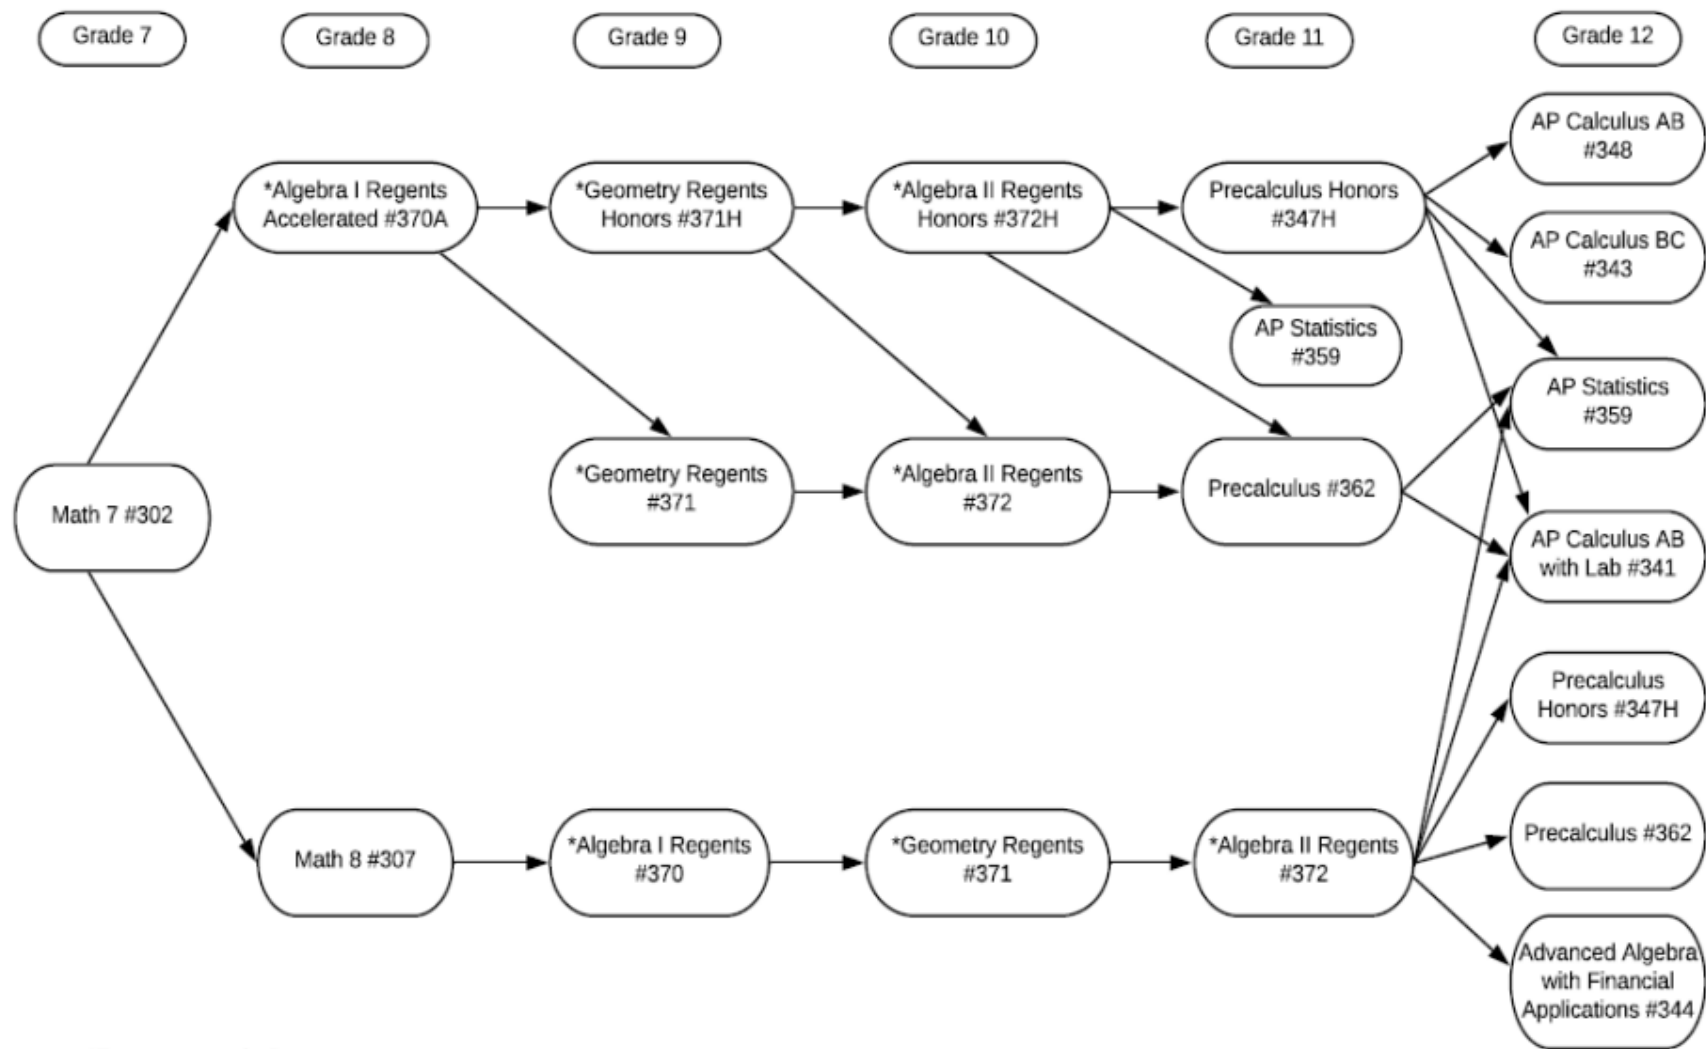 Grade 7
Grade 8
Grade 9
Grade 10
Grade 11
Grade 12
AP Calculus AB
#348
*Algebra I Regents
Accelerated #370A
*Geometry Regents
Honors #371H
*Algebra II Regents
Honors #372H
Precalculus Honors
#347H
AP Calculus BC
#343
AP Statistics
#359
AP Statistics
#359
Math 7 #302
*Geometry Regents
#371
*Algebra II Regents
#372
Precalculus #362
AP Calculus AB
with Lab #341
Precalculus
Honors #347H
Math 8 #307
*Algebra I Regents
#370
*Geometry Regents
#371
*Algebra II Regents
#372
Precalculus #362
Advanced Algebra
with Financial
Applications #344